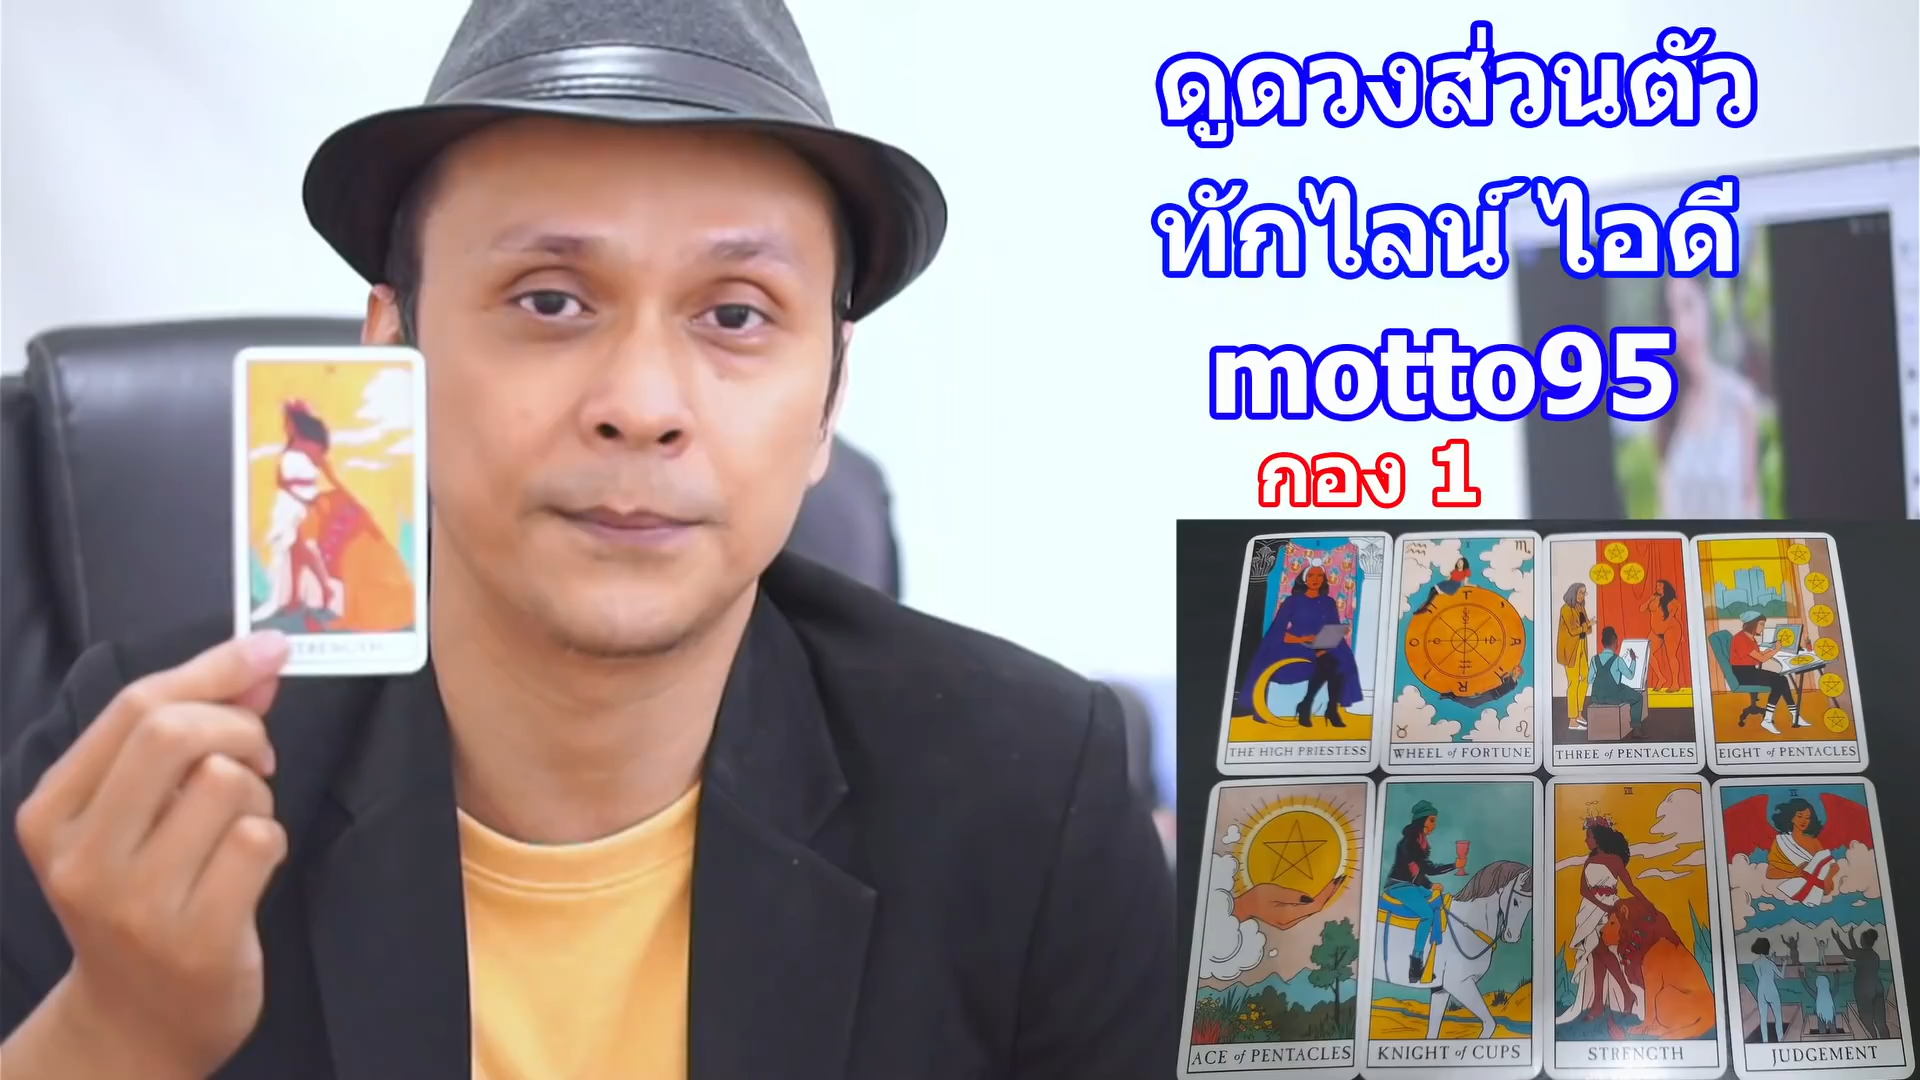 ดูดวงส่วนตัว
ทักไลน์ ไอดี
motto95
กอง 1
STRENGTH
THE HIGH PRIESTESS
WHEEL of FORTUNE
THREE of PENTACLES
EIGHT of PENTACLES
ACE of PENTACLES
KNIGHT of CUPS
VIII
STRENGTH
JUDGEMENT